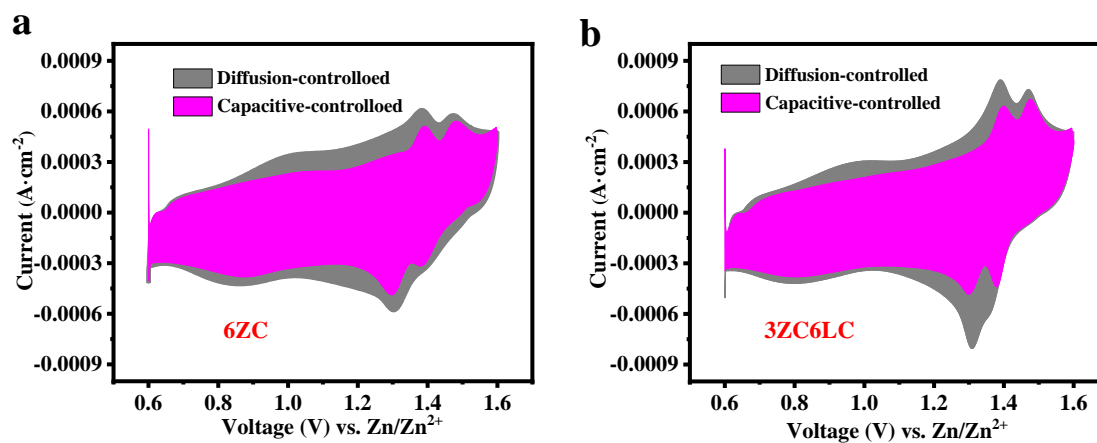 a
0.0009
0.0006
0.0003
0.0000
-0.0003
-0.0006
-0.0009
Current (A·cm⁻²)
Diffusion-controlloed
Capacitive-controlloed
6ZC
0.6 0.8 1.0 1.2 1.4 1.6
Voltage (V) vs. Zn/Zn²⁺
b
0.0009
0.0006
0.0003
0.0000
-0.0003
-0.0006
-0.0009
Current (A·cm⁻²)
Diffusion-controlled
Capacitive-controlled
3ZC6LC
0.6 0.8 1.0 1.2 1.4 1.6
Voltage (V) vs. Zn/Zn²⁺